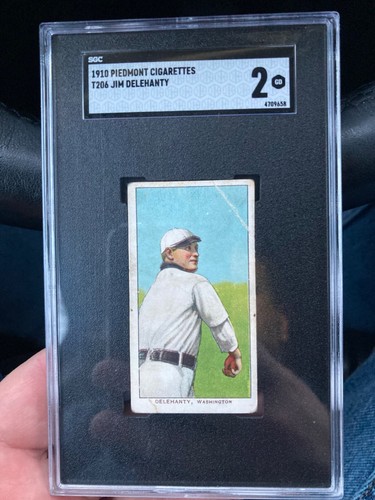 SGC
1910 PIEDMONT CIGARETTES
T206 JIM DELEHANTY
2
GD
4709658
DELEHANTY, WASHINGTON